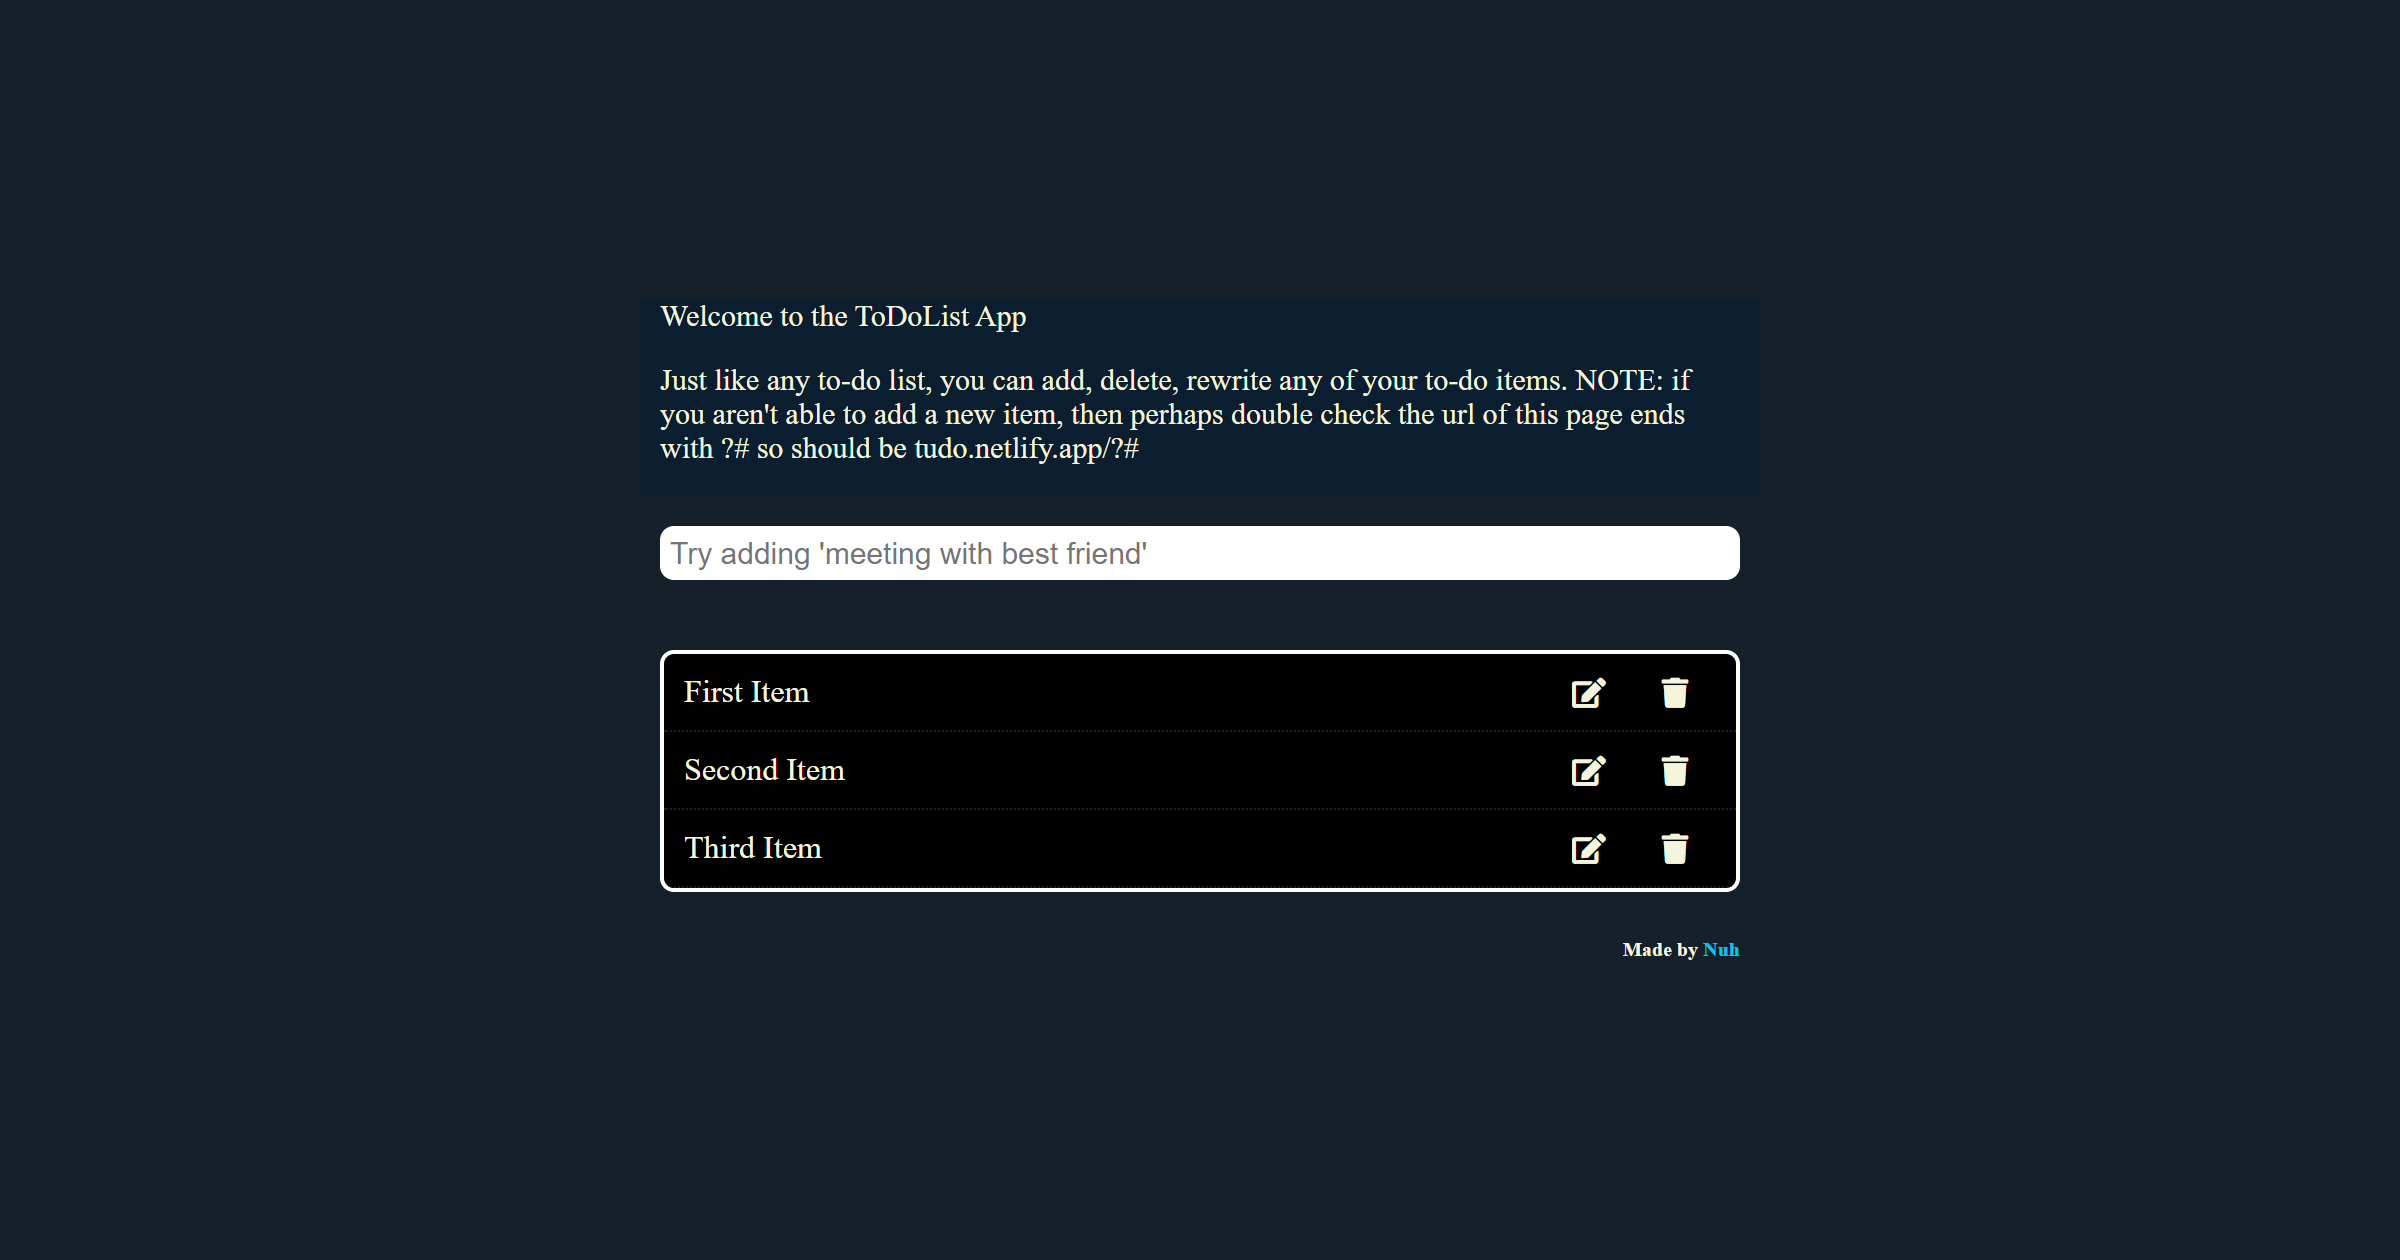 Welcome to the ToDoList App
Just like any to-do list, you can add, delete, rewrite any of your to-do items. NOTE: if
you aren't able to add a new item, then perhaps double check the url of this page ends
with ?# so should be tudo.netlify.app/?#
Try adding 'meeting with best friend'
First Item
Second Item
Third Item
Made by Nuh